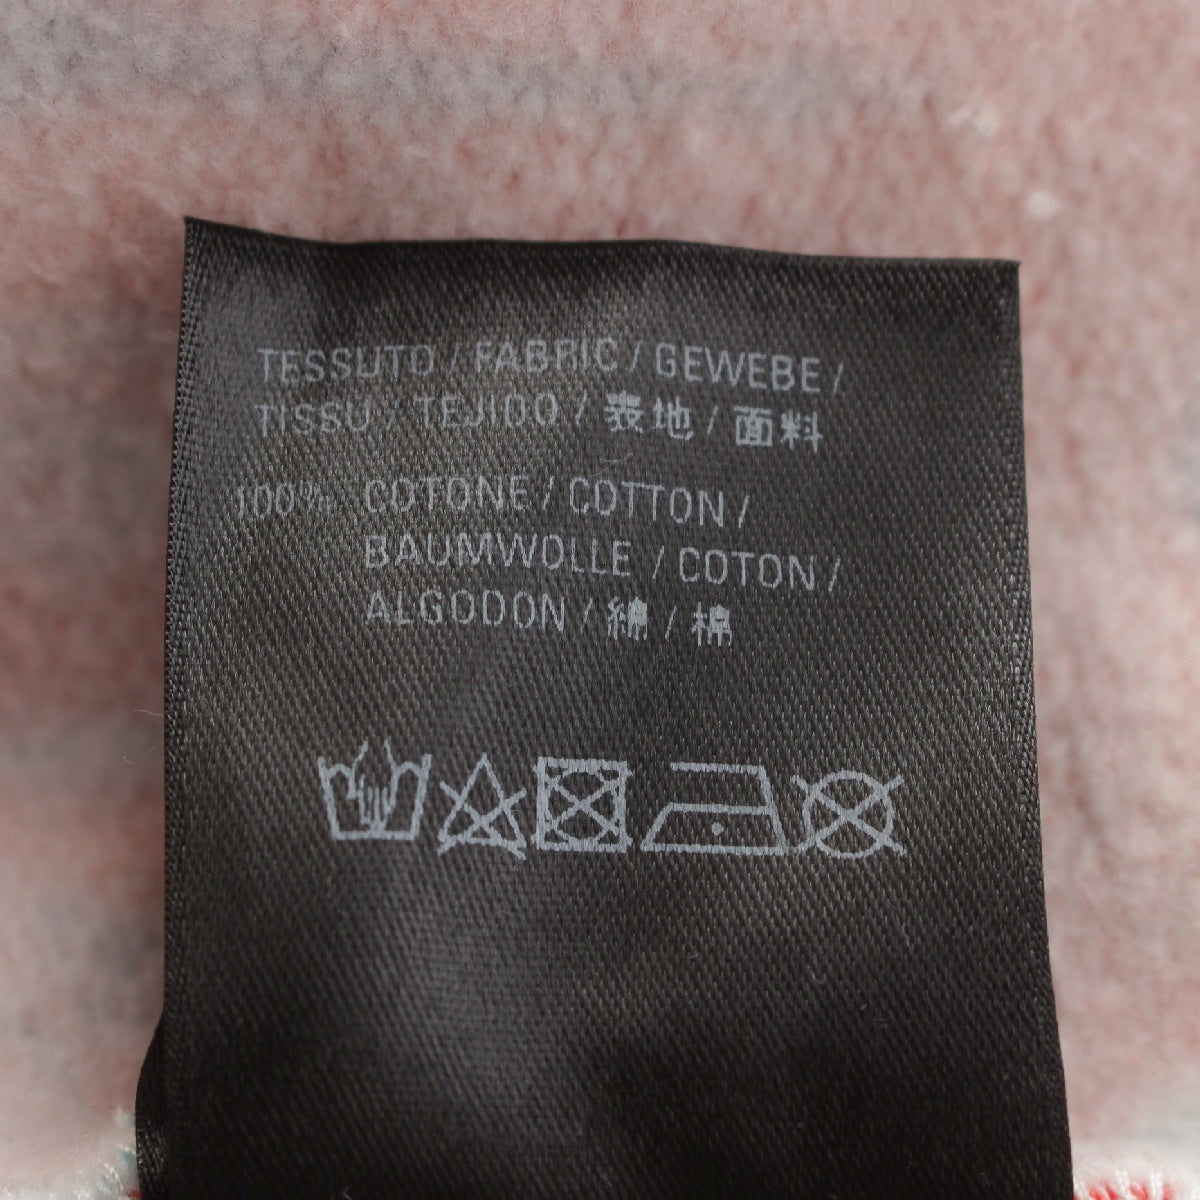 TESSUTO / FABRIC / GEWEBE /
TISSU / TEJIDO / 表地 / 面料
100% COTONE / COTTON /
BAUMWOLLE / COTON /
ALGODON / 綿 / 棉